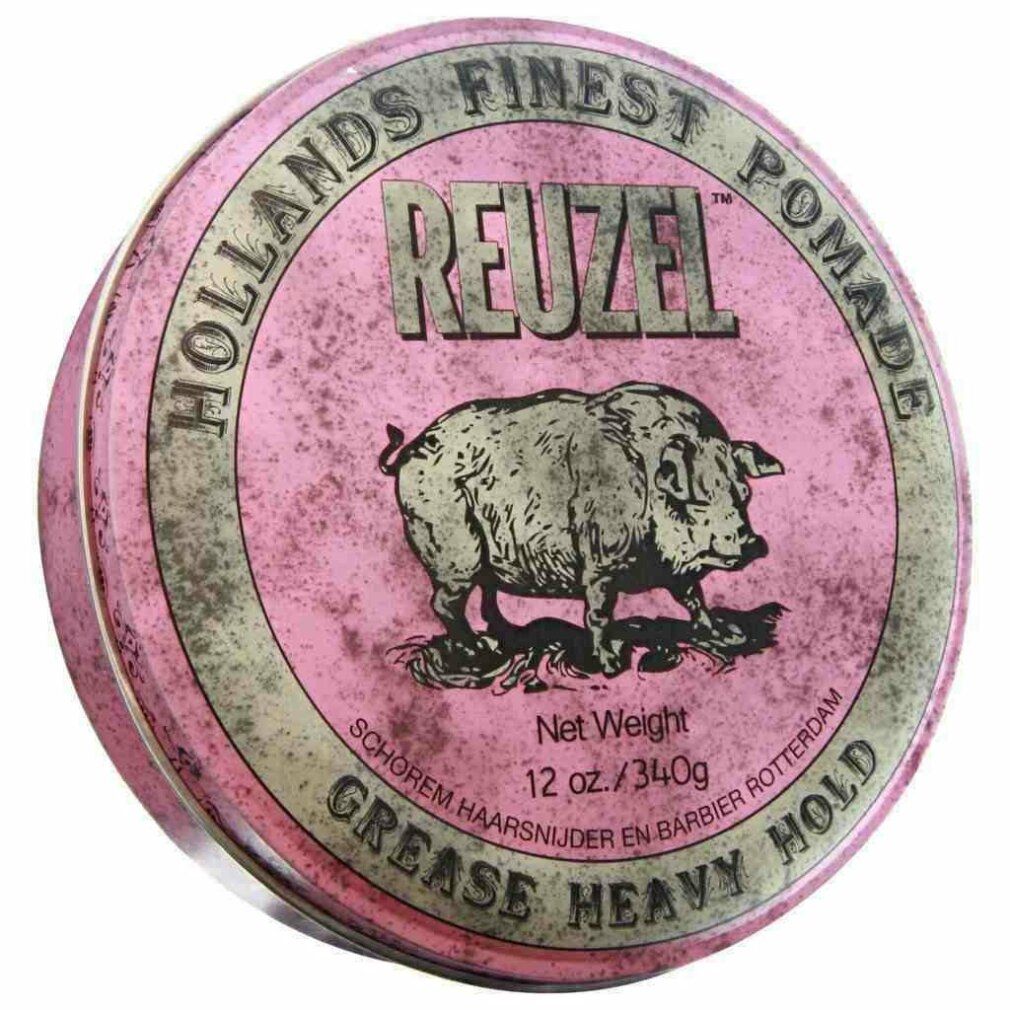 HOLLANDS FINEST POMADE
REUZEL™
Net Weight
12 oz./340g
SCHOREM HAARSNIJDER EN BARBIER ROTTERDAM
GREASE HEAVY HOLD